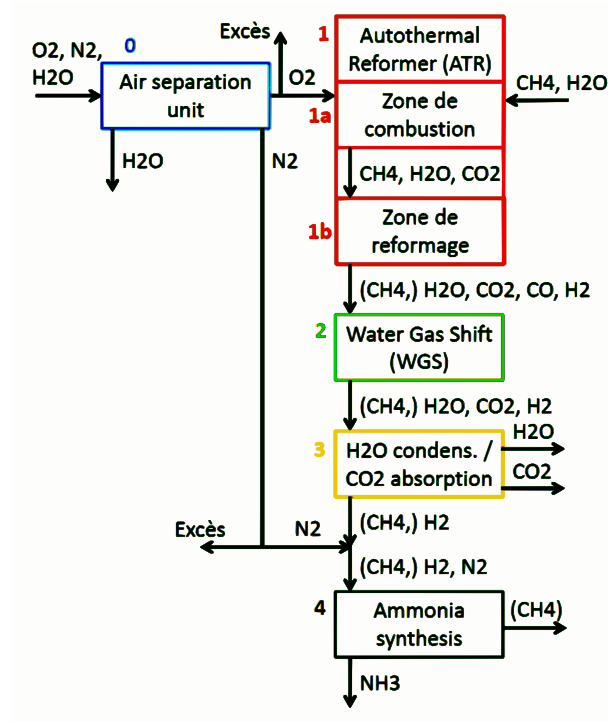 Excès
1
Autothermal
Reformer (ATR)
O2, N2,
H2O
0
Air separation
unit
O2
CH4, H2O
1a
Zone de
combustion
H2O
N2
CH4, H2O, CO2
1b
Zone de
reformage
(CH4,) H2O, CO2, CO, H2
2
Water Gas Shift
(WGS)
(CH4,) H2O, CO2, H2
3
H2O condens. /
CO2 absorption
H2O
CO2
(CH4,) H2
Excès
N2
(CH4,) H2, N2
4
Ammonia
synthesis
(CH4)
NH3